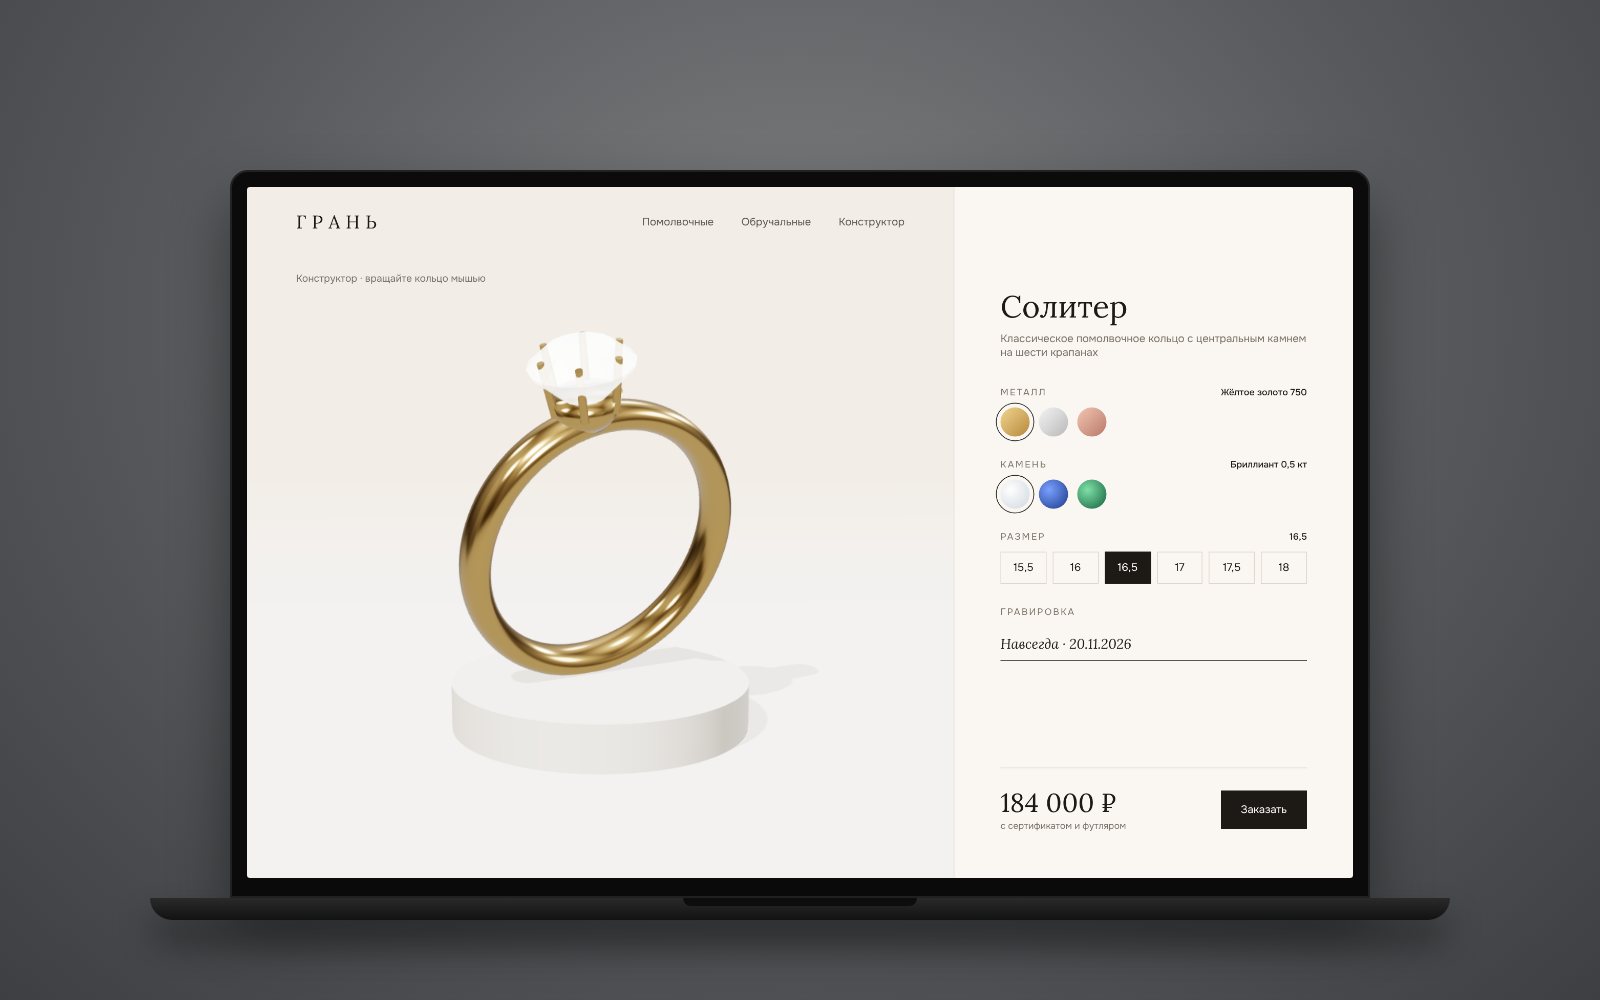 ГРАНЬ
Помолвочные Обручальные Конструктор
Конструктор · вращайте кольцо мышью
Солитер
Классическое помолвочное кольцо с центральным камнем
на шести крапанах
МЕТАЛЛ Жёлтое золото 750
КАМЕНЬ Бриллиант 0,5 кт
РАЗМЕР 16,5
15,5 16 16,5 17 17,5 18
ГРАВИРОВКА
Навсегда · 20.11.2026
184 000 ₽
с сертификатом и футляром
Заказать